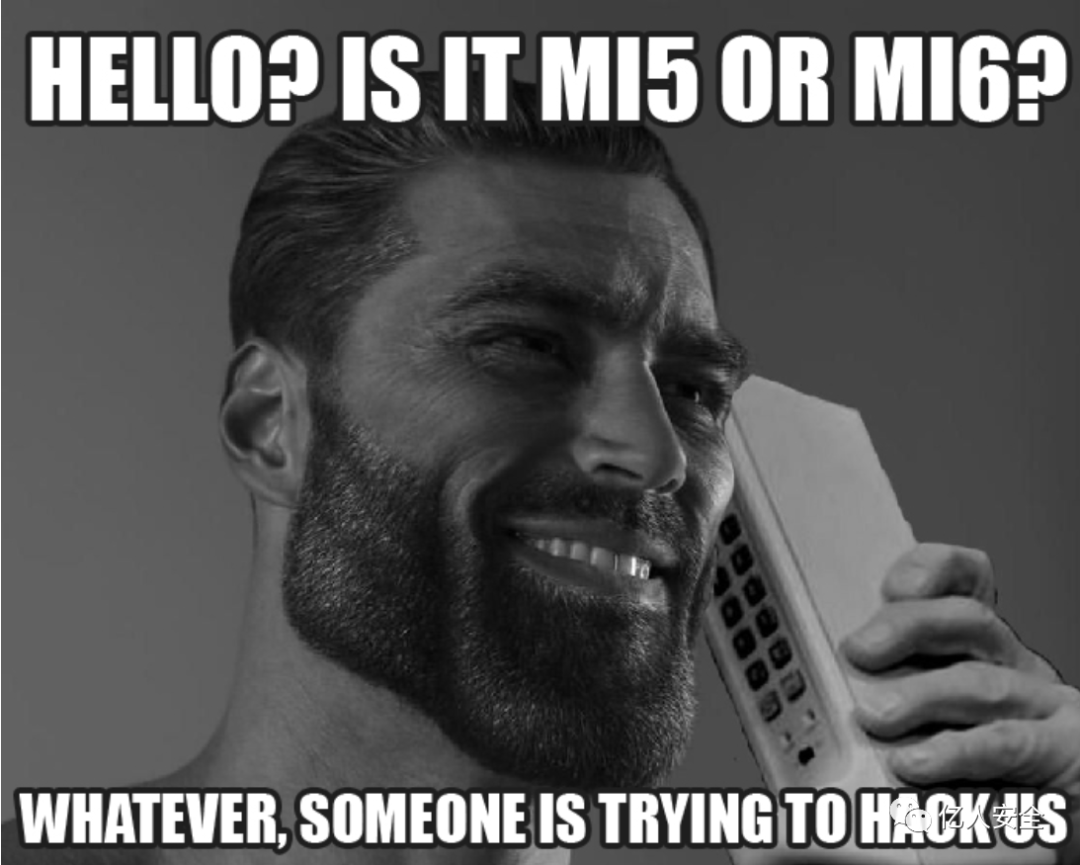 HELLO? IS IT MI5 OR MI6?
WHATEVER, SOMEONE IS TRYING TO HACK US
亿人安全